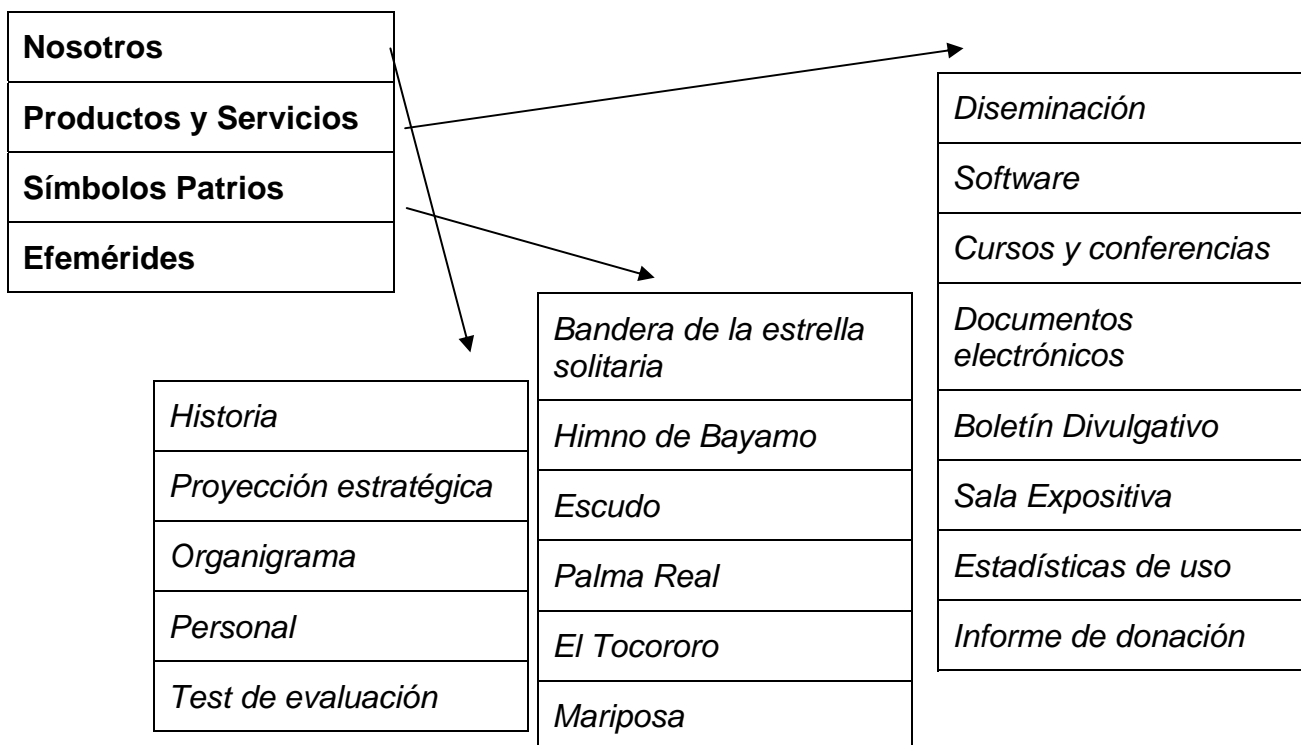 Nosotros
Productos y Servicios
Símbolos Patrios
Efemérides
Historia
Proyección estratégica
Organigrama
Personal
Test de evaluación
Bandera de la estrella
solitaria
Himno de Bayamo
Escudo
Palma Real
El Tocororo
Mariposa
Diseminación
Software
Cursos y conferencias
Documentos
electrónicos
Boletín Divulgativo
Sala Expositiva
Estadísticas de uso
Informe de donación